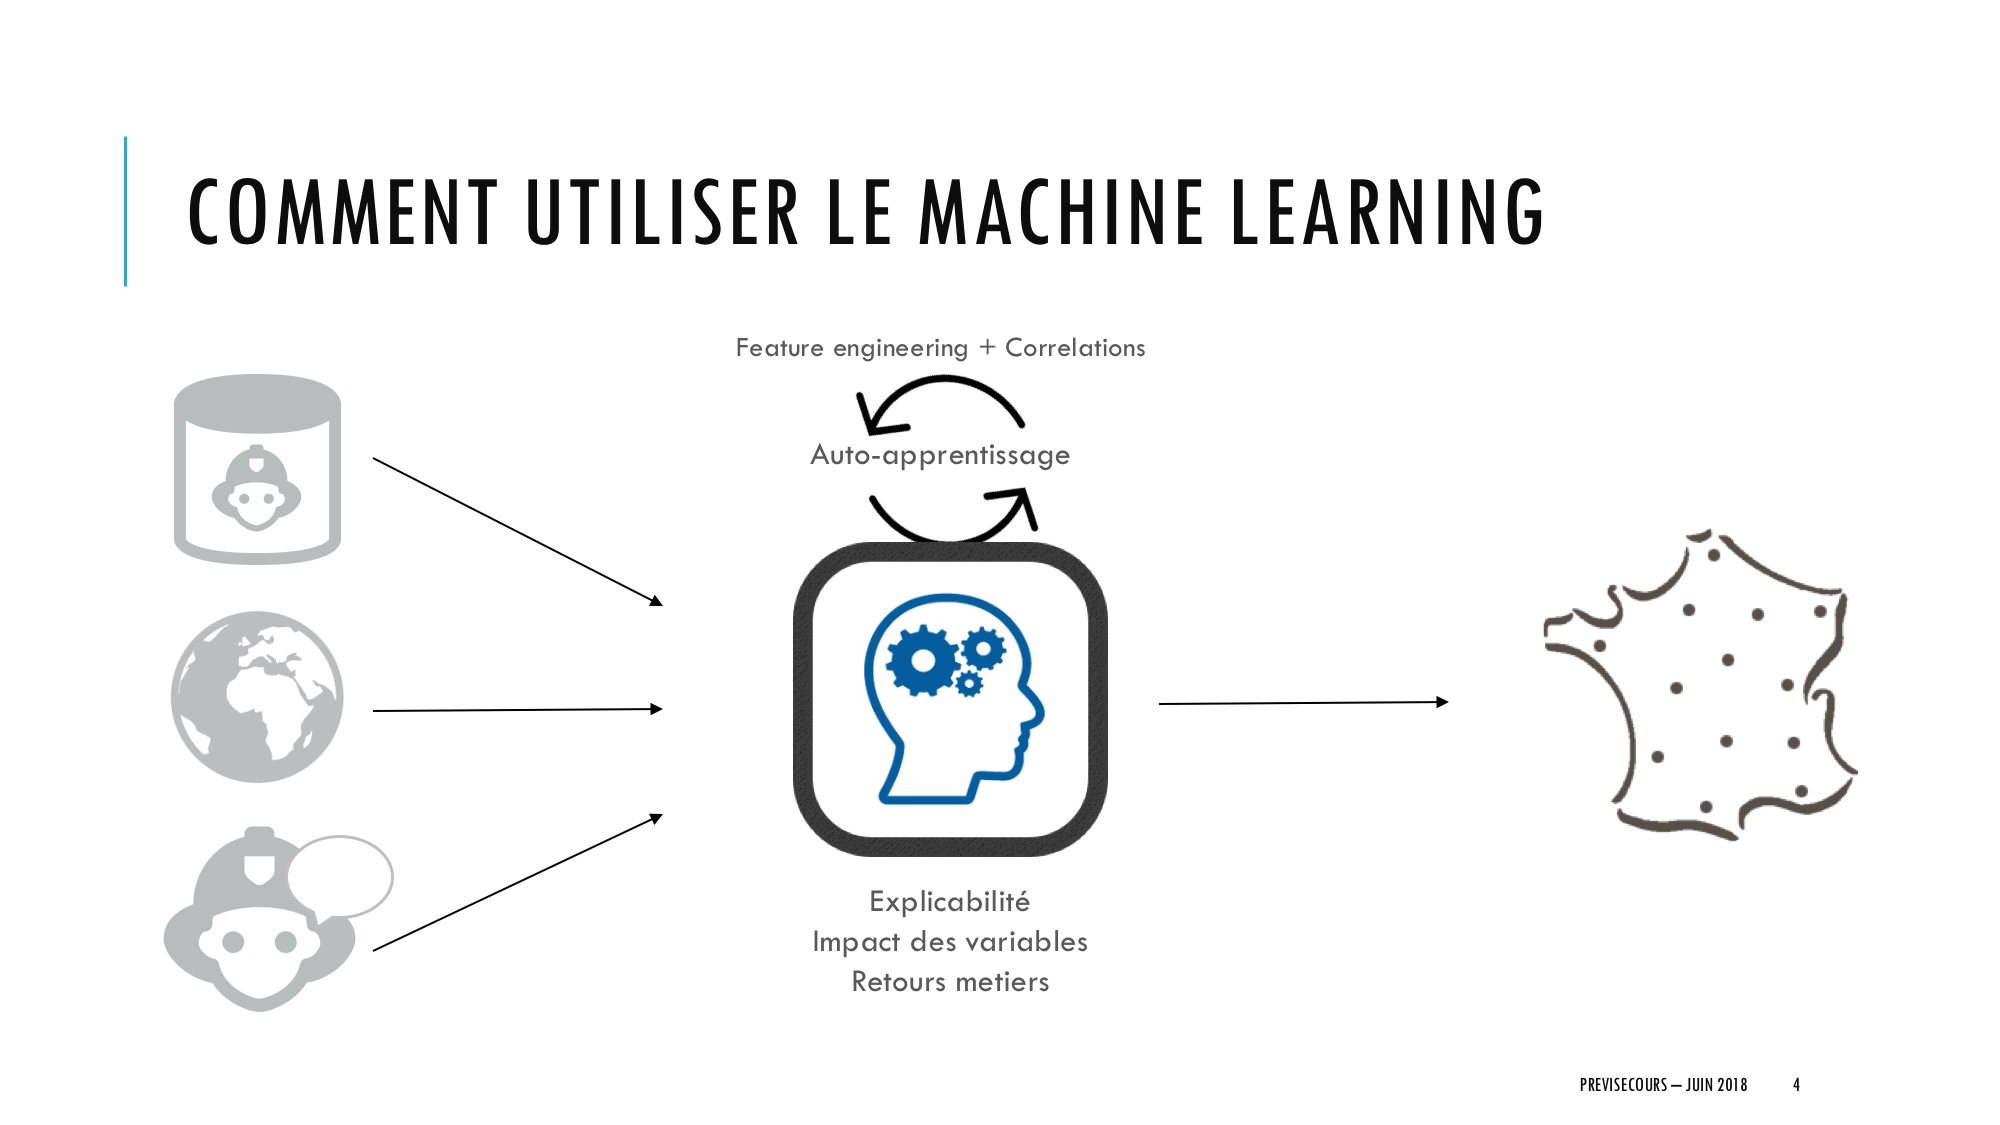 COMMENT UTILISER LE MACHINE LEARNING
Feature engineering + Correlations
Auto-apprentissage
Explicabilité
Impact des variables
Retours metiers
PREVISECOURS – JUIN 2018 4